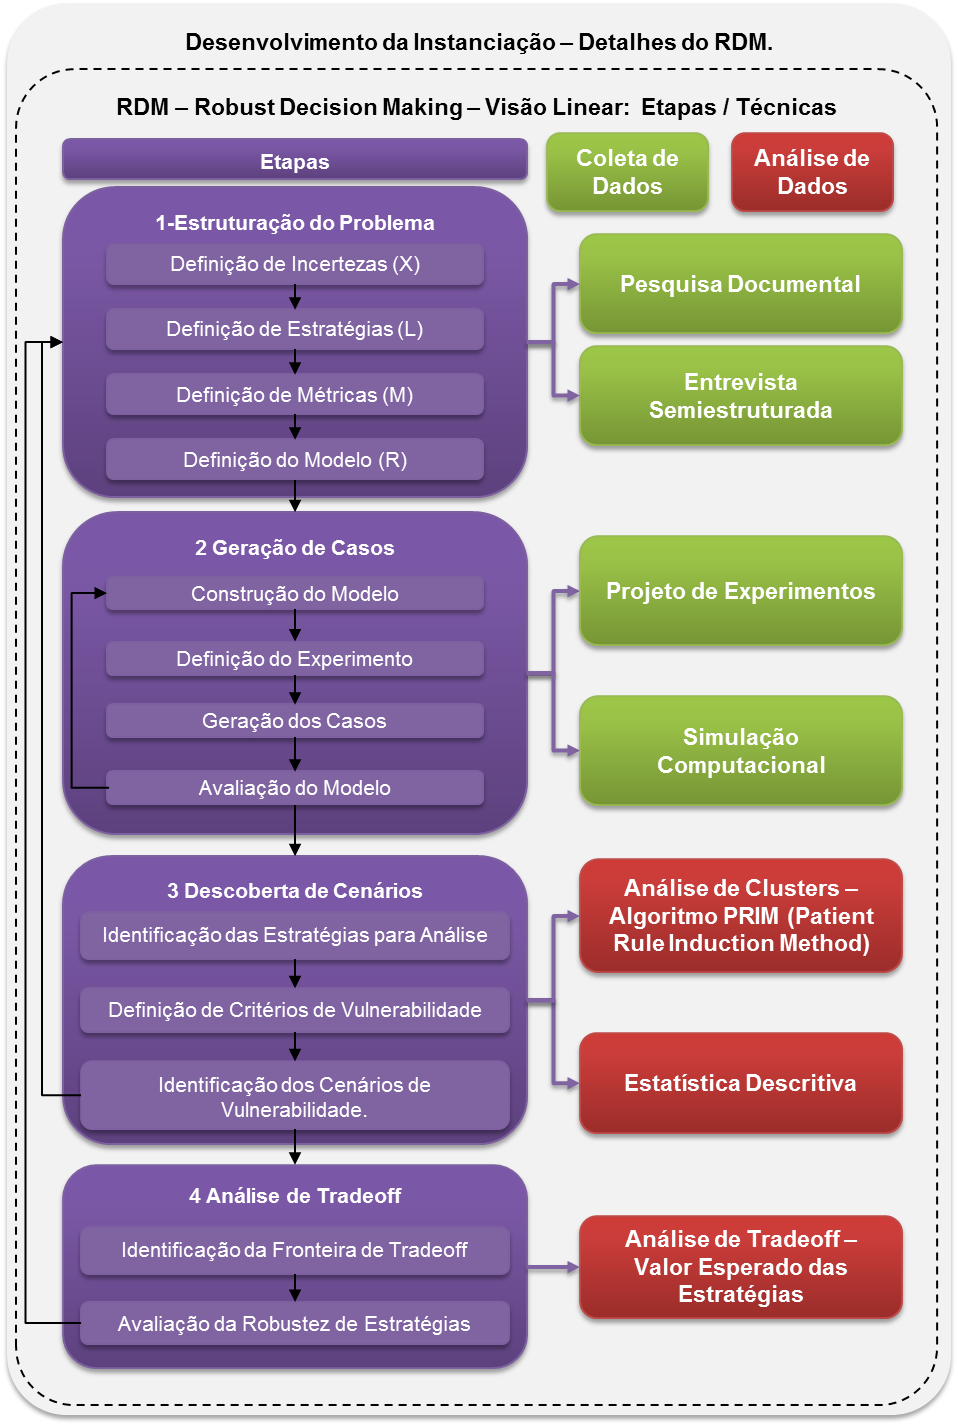 Desenvolvimento da Instanciação – Detalhes do RDM.
RDM – Robust Decision Making – Visão Linear:  Etapas / Técnicas
Etapas
Coleta de
Dados
Análise de
Dados
1-Estruturação do Problema
Definição de Incertezas (X)
Definição de Estratégias (L)
Definição de Métricas (M)
Definição do Modelo (R)
Pesquisa Documental
Entrevista
Semiestruturada
2 Geração de Casos
Construção do Modelo
Definição do Experimento
Geração dos Casos
Avaliação do Modelo
Projeto de Experimentos
Simulação
Computacional
3 Descoberta de Cenários
Identificação das Estratégias para Análise
Definição de Critérios de Vulnerabilidade
Identificação dos Cenários de
Vulnerabilidade.
Análise de Clusters –
Algoritmo PRIM (Patient
Rule Induction Method)
Estatística Descritiva
4 Análise de Tradeoff
Identificação da Fronteira de Tradeoff
Avaliação da Robustez de Estratégias
Análise de Tradeoff –
Valor Esperado das
Estratégias